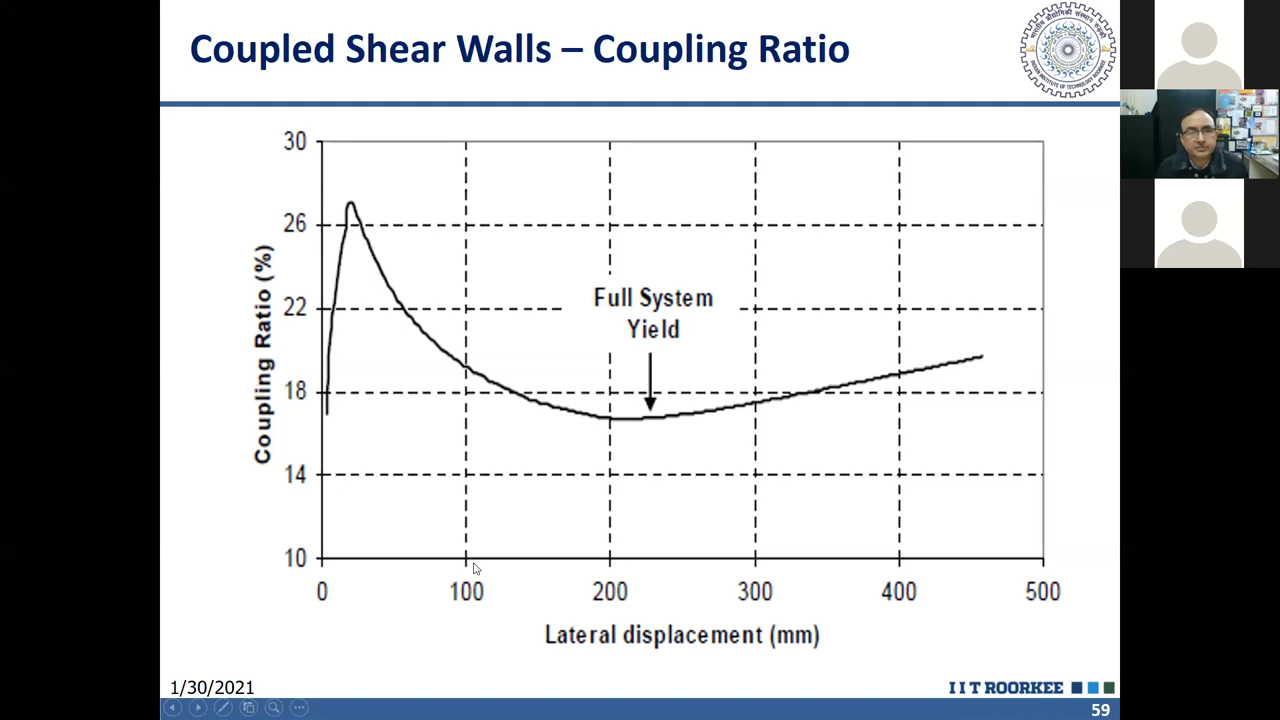 Coupled Shear Walls – Coupling Ratio
30
26
22
18
14
10
Coupling Ratio (%)
Full System
Yield
0 100 200 300 400 500
Lateral displacement (mm)
1/30/2021
I I T ROORKEE
59